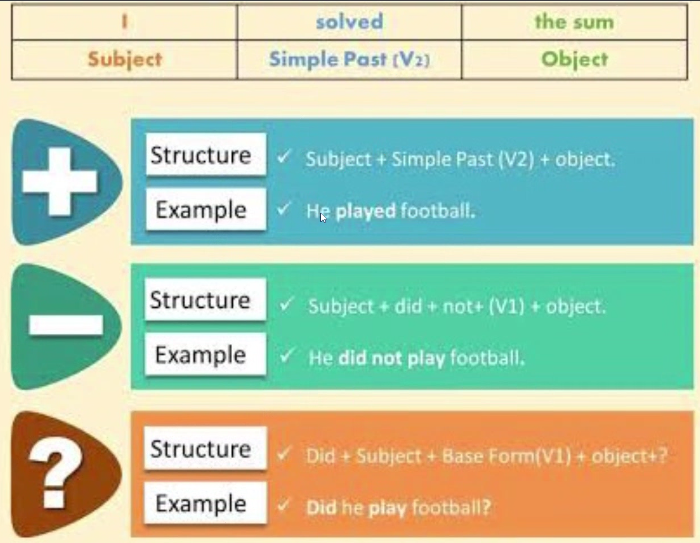 I solved the sum
Subject Simple Past (V2) Object
Structure ✓ Subject + Simple Past (V2) + object.
Example ✓ He played football.
Structure ✓ Subject + did + not+ (V1) + object.
Example ✓ He did not play football.
? Structure ✓ Did + Subject + Base Form(V1) + object+?
Example ✓ Did he play football?